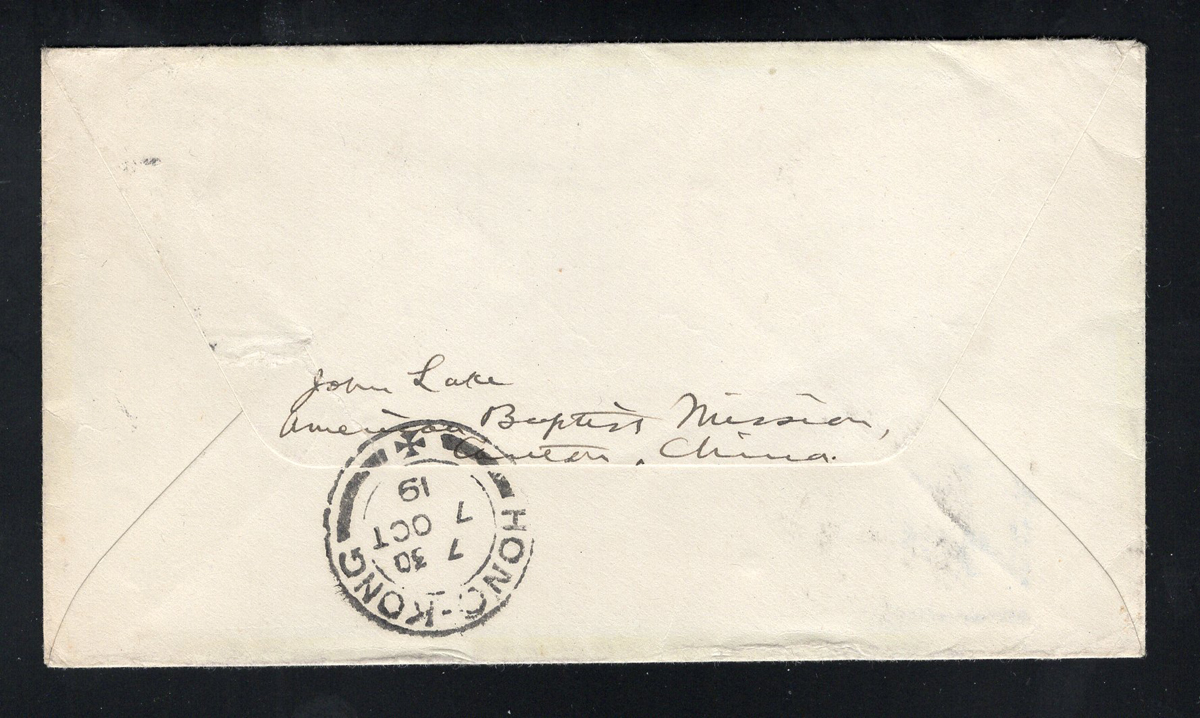 John Lake
American Baptist Mission,
Canton, China.
HONG-KONG
7 30
7 OCT
19